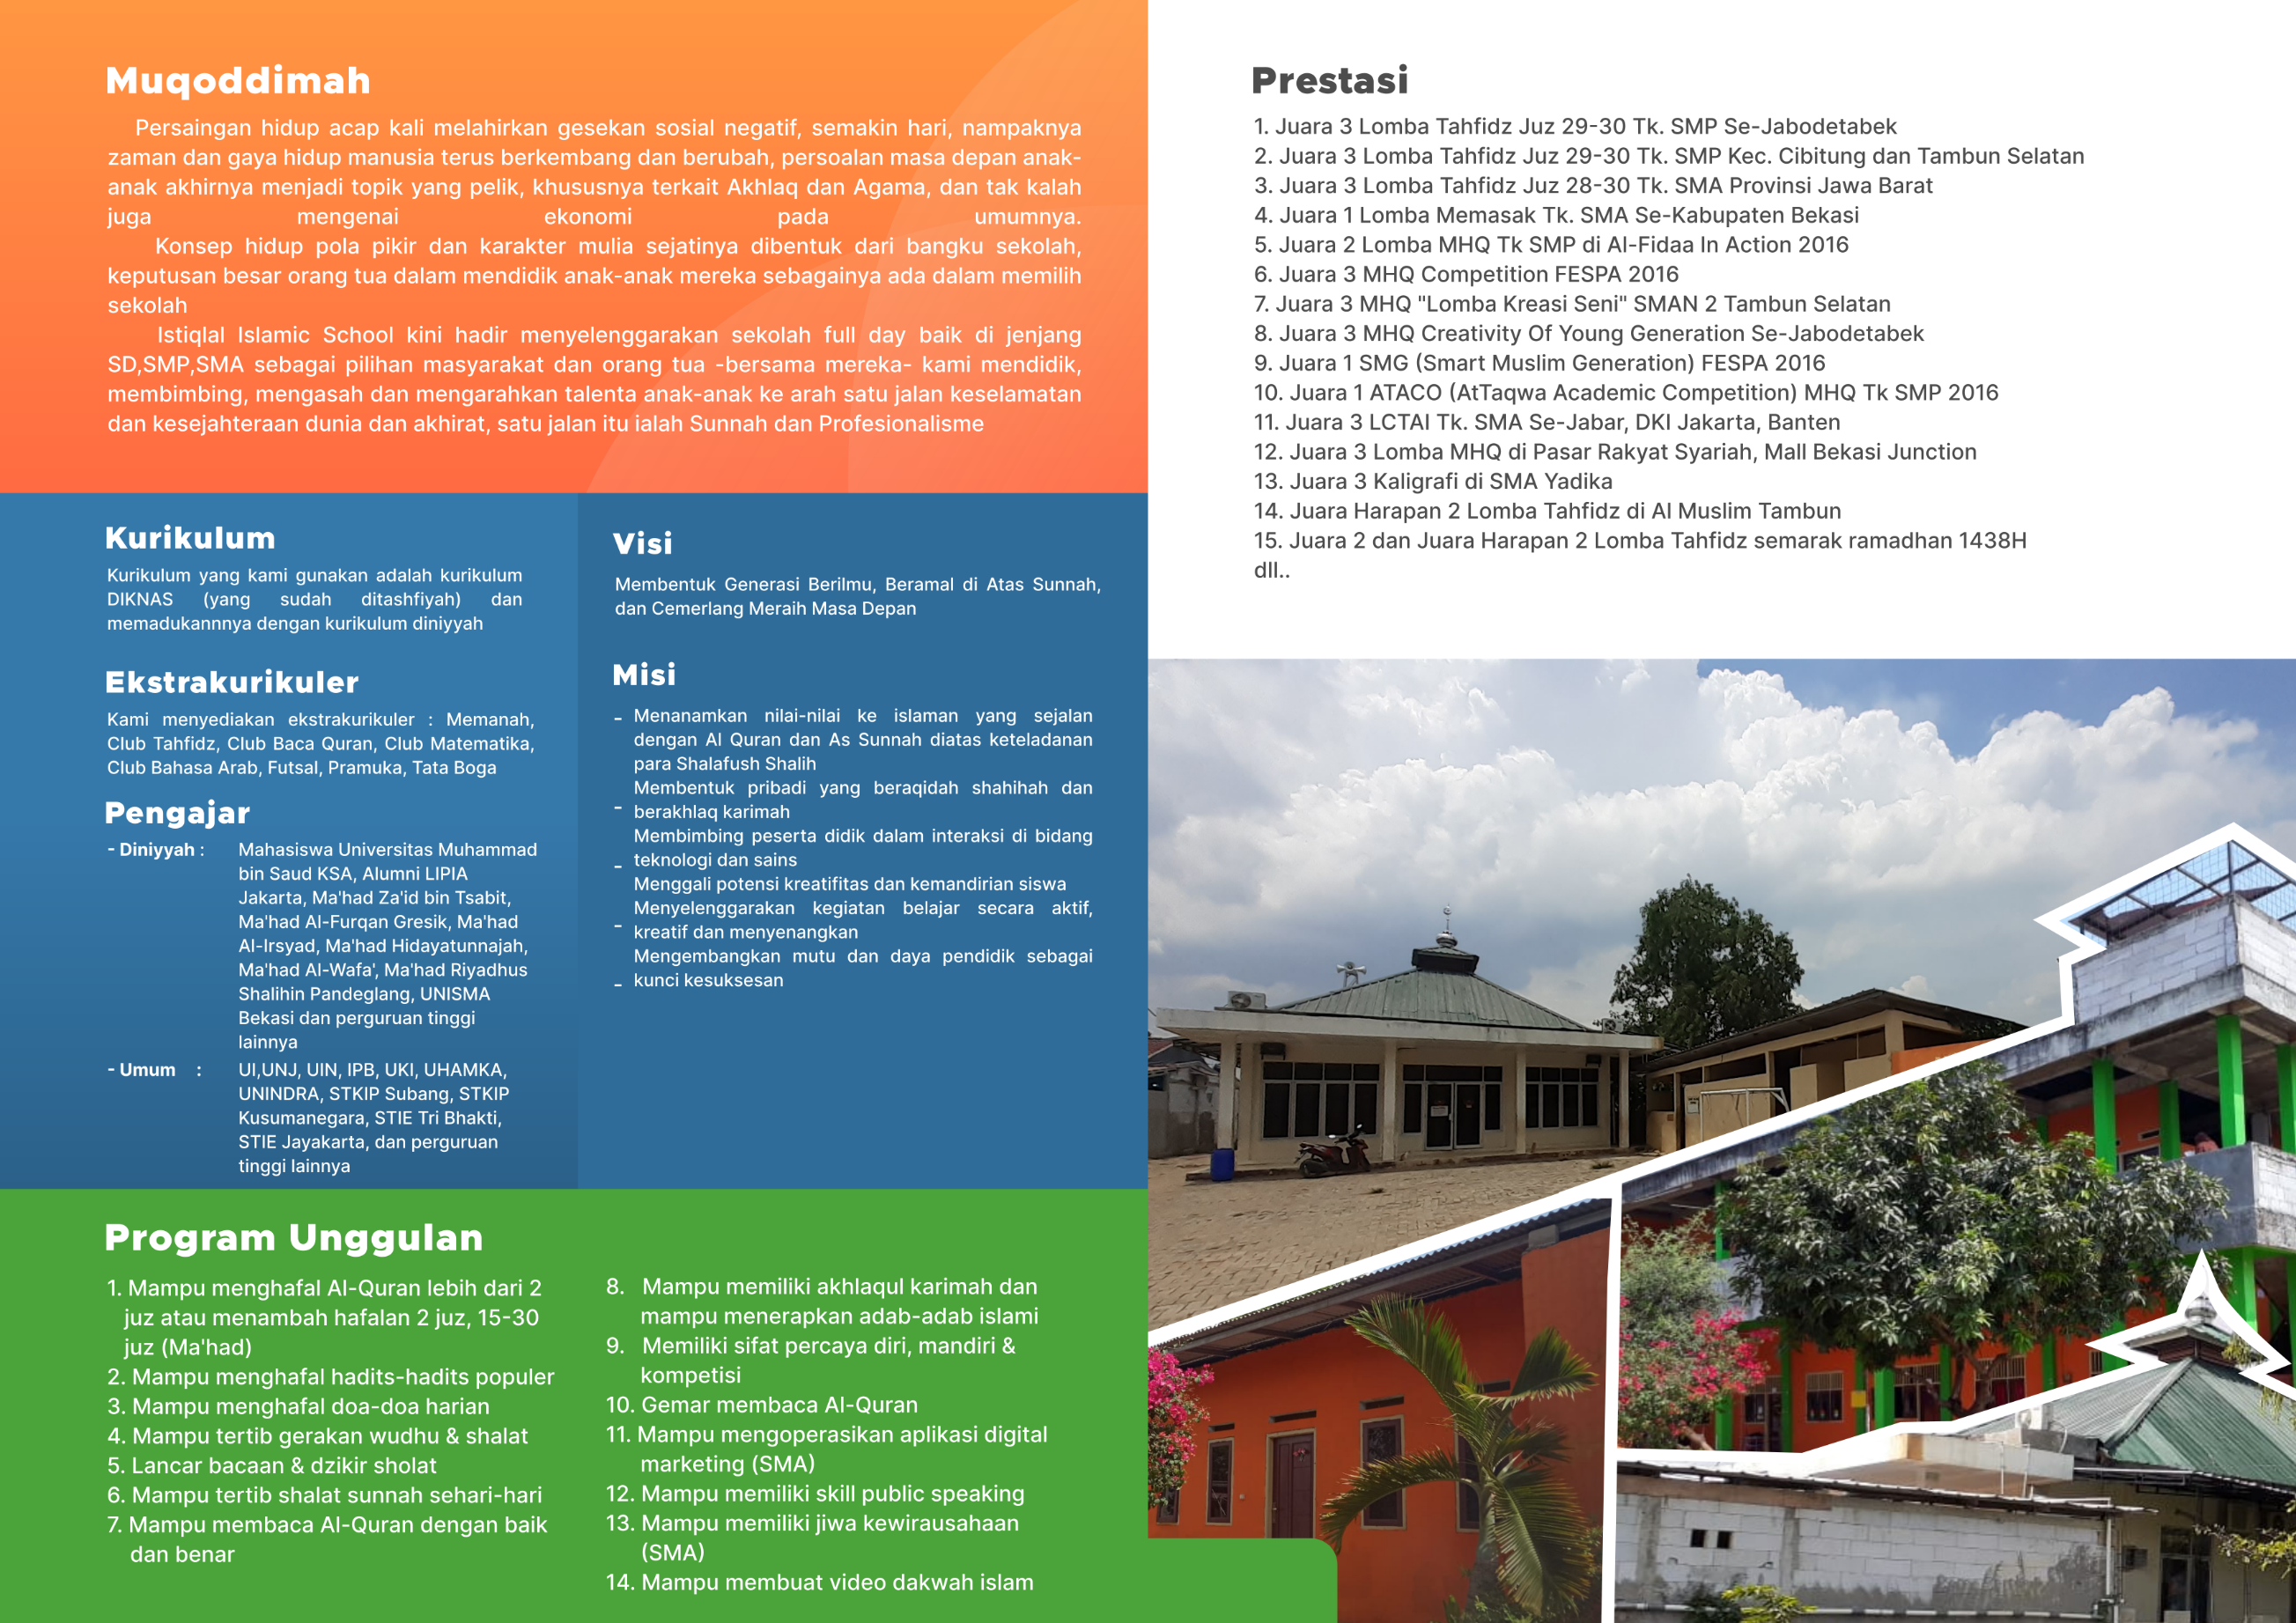 Muqoddimah
Persaingan hidup acap kali melahirkan gesekan sosial negatif, semakin hari, nampaknya
zaman dan gaya hidup manusia terus berkembang dan berubah, persoalan masa depan anak-
anak akhirnya menjadi topik yang pelik, khususnya terkait Akhlaq dan Agama, dan tak kalah
juga mengenai ekonomi pada umumnya.
Konsep hidup pola pikir dan karakter mulia sejatinya dibentuk dari bangku sekolah,
keputusan besar orang tua dalam mendidik anak-anak mereka sebagainya ada dalam memilih
sekolah
Istiqlal Islamic School kini hadir menyelenggarakan sekolah full day baik di jenjang
SD,SMP,SMA sebagai pilihan masyarakat dan orang tua -bersama mereka- kami mendidik,
membimbing, mengasah dan mengarahkan talenta anak-anak ke arah satu jalan keselamatan
dan kesejahteraan dunia dan akhirat, satu jalan itu ialah Sunnah dan Profesionalisme
Kurikulum
Kurikulum yang kami gunakan adalah kurikulum
DIKNAS (yang sudah ditashfiyah) dan
memadukannnya dengan kurikulum diniyyah
Ekstrakurikuler
Kami menyediakan ekstrakurikuler : Memanah,
Club Tahfidz, Club Baca Quran, Club Matematika,
Club Bahasa Arab, Futsal, Pramuka, Tata Boga
Pengajar
- Diniyyah : Mahasiswa Universitas Muhammad
bin Saud KSA, Alumni LIPIA
Jakarta, Ma'had Za'id bin Tsabit,
Ma'had Al-Furqan Gresik, Ma'had
Al-Irsyad, Ma'had Hidayatunnajah,
Ma'had Al-Wafa', Ma'had Riyadhus
Shalihin Pandeglang, UNISMA
Bekasi dan perguruan tinggi
lainnya
- Umum : UI,UNJ, UIN, IPB, UKI, UHAMKA,
UNINDRA, STKIP Subang, STKIP
Kusumanegara, STIE Tri Bhakti,
STIE Jayakarta, dan perguruan
tinggi lainnya
Visi
Membentuk Generasi Berilmu, Beramal di Atas Sunnah,
dan Cemerlang Meraih Masa Depan
Misi
- Menanamkan nilai-nilai ke islaman yang sejalan
dengan Al Quran dan As Sunnah diatas keteladanan
para Shalafush Shalih
Membentuk pribadi yang beraqidah shahihah dan
- berakhlaq karimah
Membimbing peserta didik dalam interaksi di bidang
- teknologi dan sains
Menggali potensi kreatifitas dan kemandirian siswa
Menyelenggarakan kegiatan belajar secara aktif,
- kreatif dan menyenangkan
Mengembangkan mutu dan daya pendidik sebagai
- kunci kesuksesan
Program Unggulan
1. Mampu menghafal Al-Quran lebih dari 2
juz atau menambah hafalan 2 juz, 15-30
juz (Ma'had)
2. Mampu menghafal hadits-hadits populer
3. Mampu menghafal doa-doa harian
4. Mampu tertib gerakan wudhu & shalat
5. Lancar bacaan & dzikir sholat
6. Mampu tertib shalat sunnah sehari-hari
7. Mampu membaca Al-Quran dengan baik
dan benar
8. Mampu memiliki akhlaqul karimah dan
mampu menerapkan adab-adab islami
9. Memiliki sifat percaya diri, mandiri &
kompetisi
10. Gemar membaca Al-Quran
11. Mampu mengoperasikan aplikasi digital
marketing (SMA)
12. Mampu memiliki skill public speaking
13. Mampu memiliki jiwa kewirausahaan
(SMA)
14. Mampu membuat video dakwah islam
Prestasi
1. Juara 3 Lomba Tahfidz Juz 29-30 Tk. SMP Se-Jabodetabek
2. Juara 3 Lomba Tahfidz Juz 29-30 Tk. SMP Kec. Cibitung dan Tambun Selatan
3. Juara 3 Lomba Tahfidz Juz 28-30 Tk. SMA Provinsi Jawa Barat
4. Juara 1 Lomba Memasak Tk. SMA Se-Kabupaten Bekasi
5. Juara 2 Lomba MHQ Tk SMP di Al-Fidaa In Action 2016
6. Juara 3 MHQ Competition FESPA 2016
7. Juara 3 MHQ "Lomba Kreasi Seni" SMAN 2 Tambun Selatan
8. Juara 3 MHQ Creativity Of Young Generation Se-Jabodetabek
9. Juara 1 SMG (Smart Muslim Generation) FESPA 2016
10. Juara 1 ATACO (AtTaqwa Academic Competition) MHQ Tk SMP 2016
11. Juara 3 LCTAI Tk. SMA Se-Jabar, DKI Jakarta, Banten
12. Juara 3 Lomba MHQ di Pasar Rakyat Syariah, Mall Bekasi Junction
13. Juara 3 Kaligrafi di SMA Yadika
14. Juara Harapan 2 Lomba Tahfidz di Al Muslim Tambun
15. Juara 2 dan Juara Harapan 2 Lomba Tahfidz semarak ramadhan 1438H
dll..